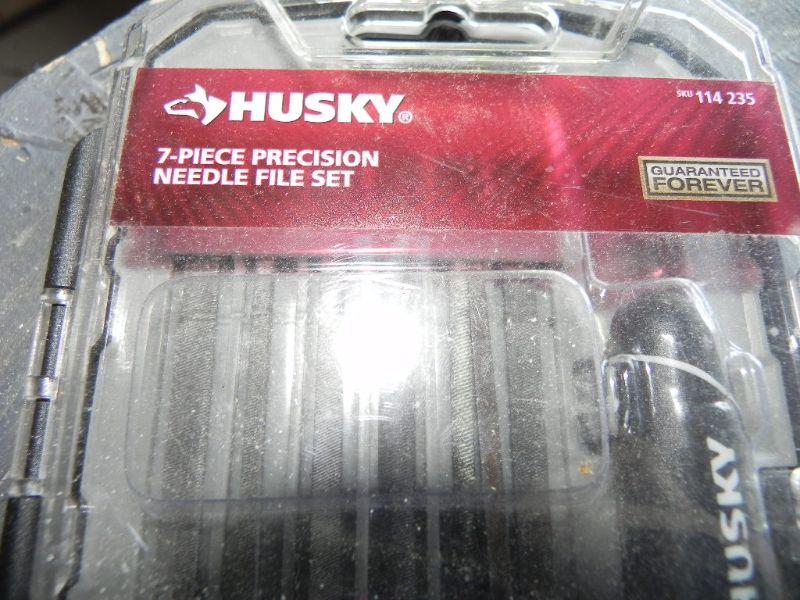 HUSKY®
SKU 114 235
7-PIECE PRECISION
NEEDLE FILE SET
GUARANTEED
FOREVER
HUSKY